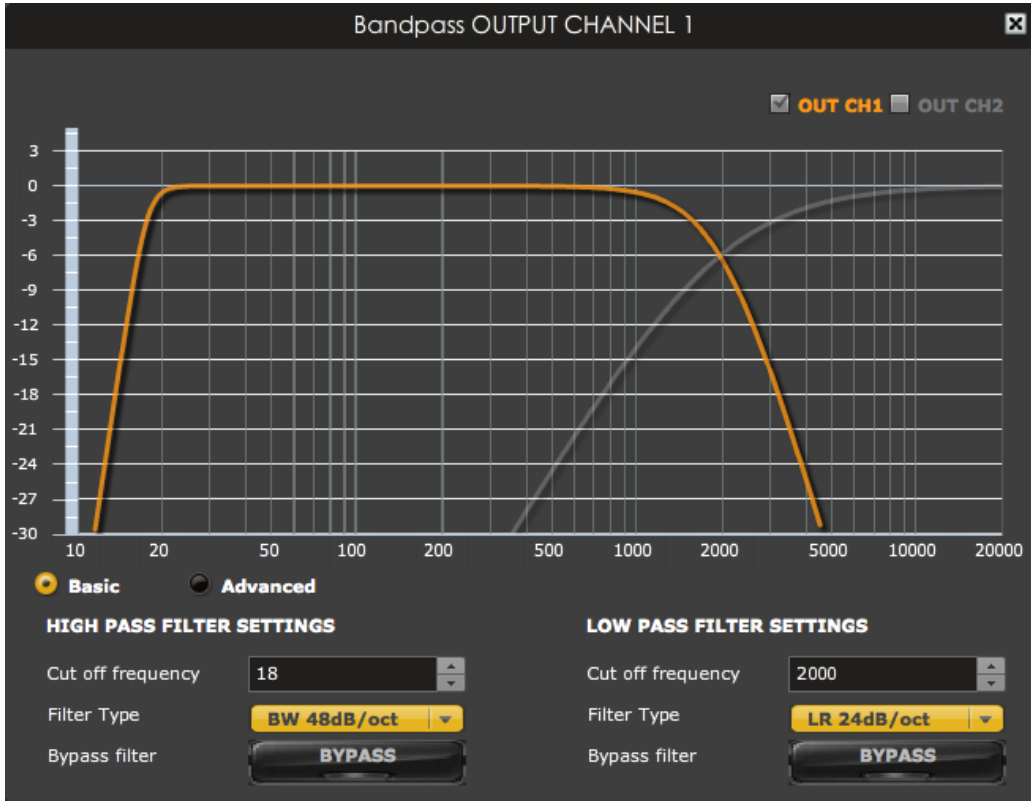 Bandpass OUTPUT CHANNEL 1
OUT CH1 OUT CH2
3
0
-3
-6
-9
-12
-15
-18
-21
-24
-27
-30
10 20 50 100 200 500 1000 2000 5000 10000 20000
Basic Advanced
HIGH PASS FILTER SETTINGS LOW PASS FILTER SETTINGS
Cut off frequency 18 Cut off frequency 2000
Filter Type BW 48dB/oct Filter Type LR 24dB/oct
Bypass filter BYPASS Bypass filter BYPASS